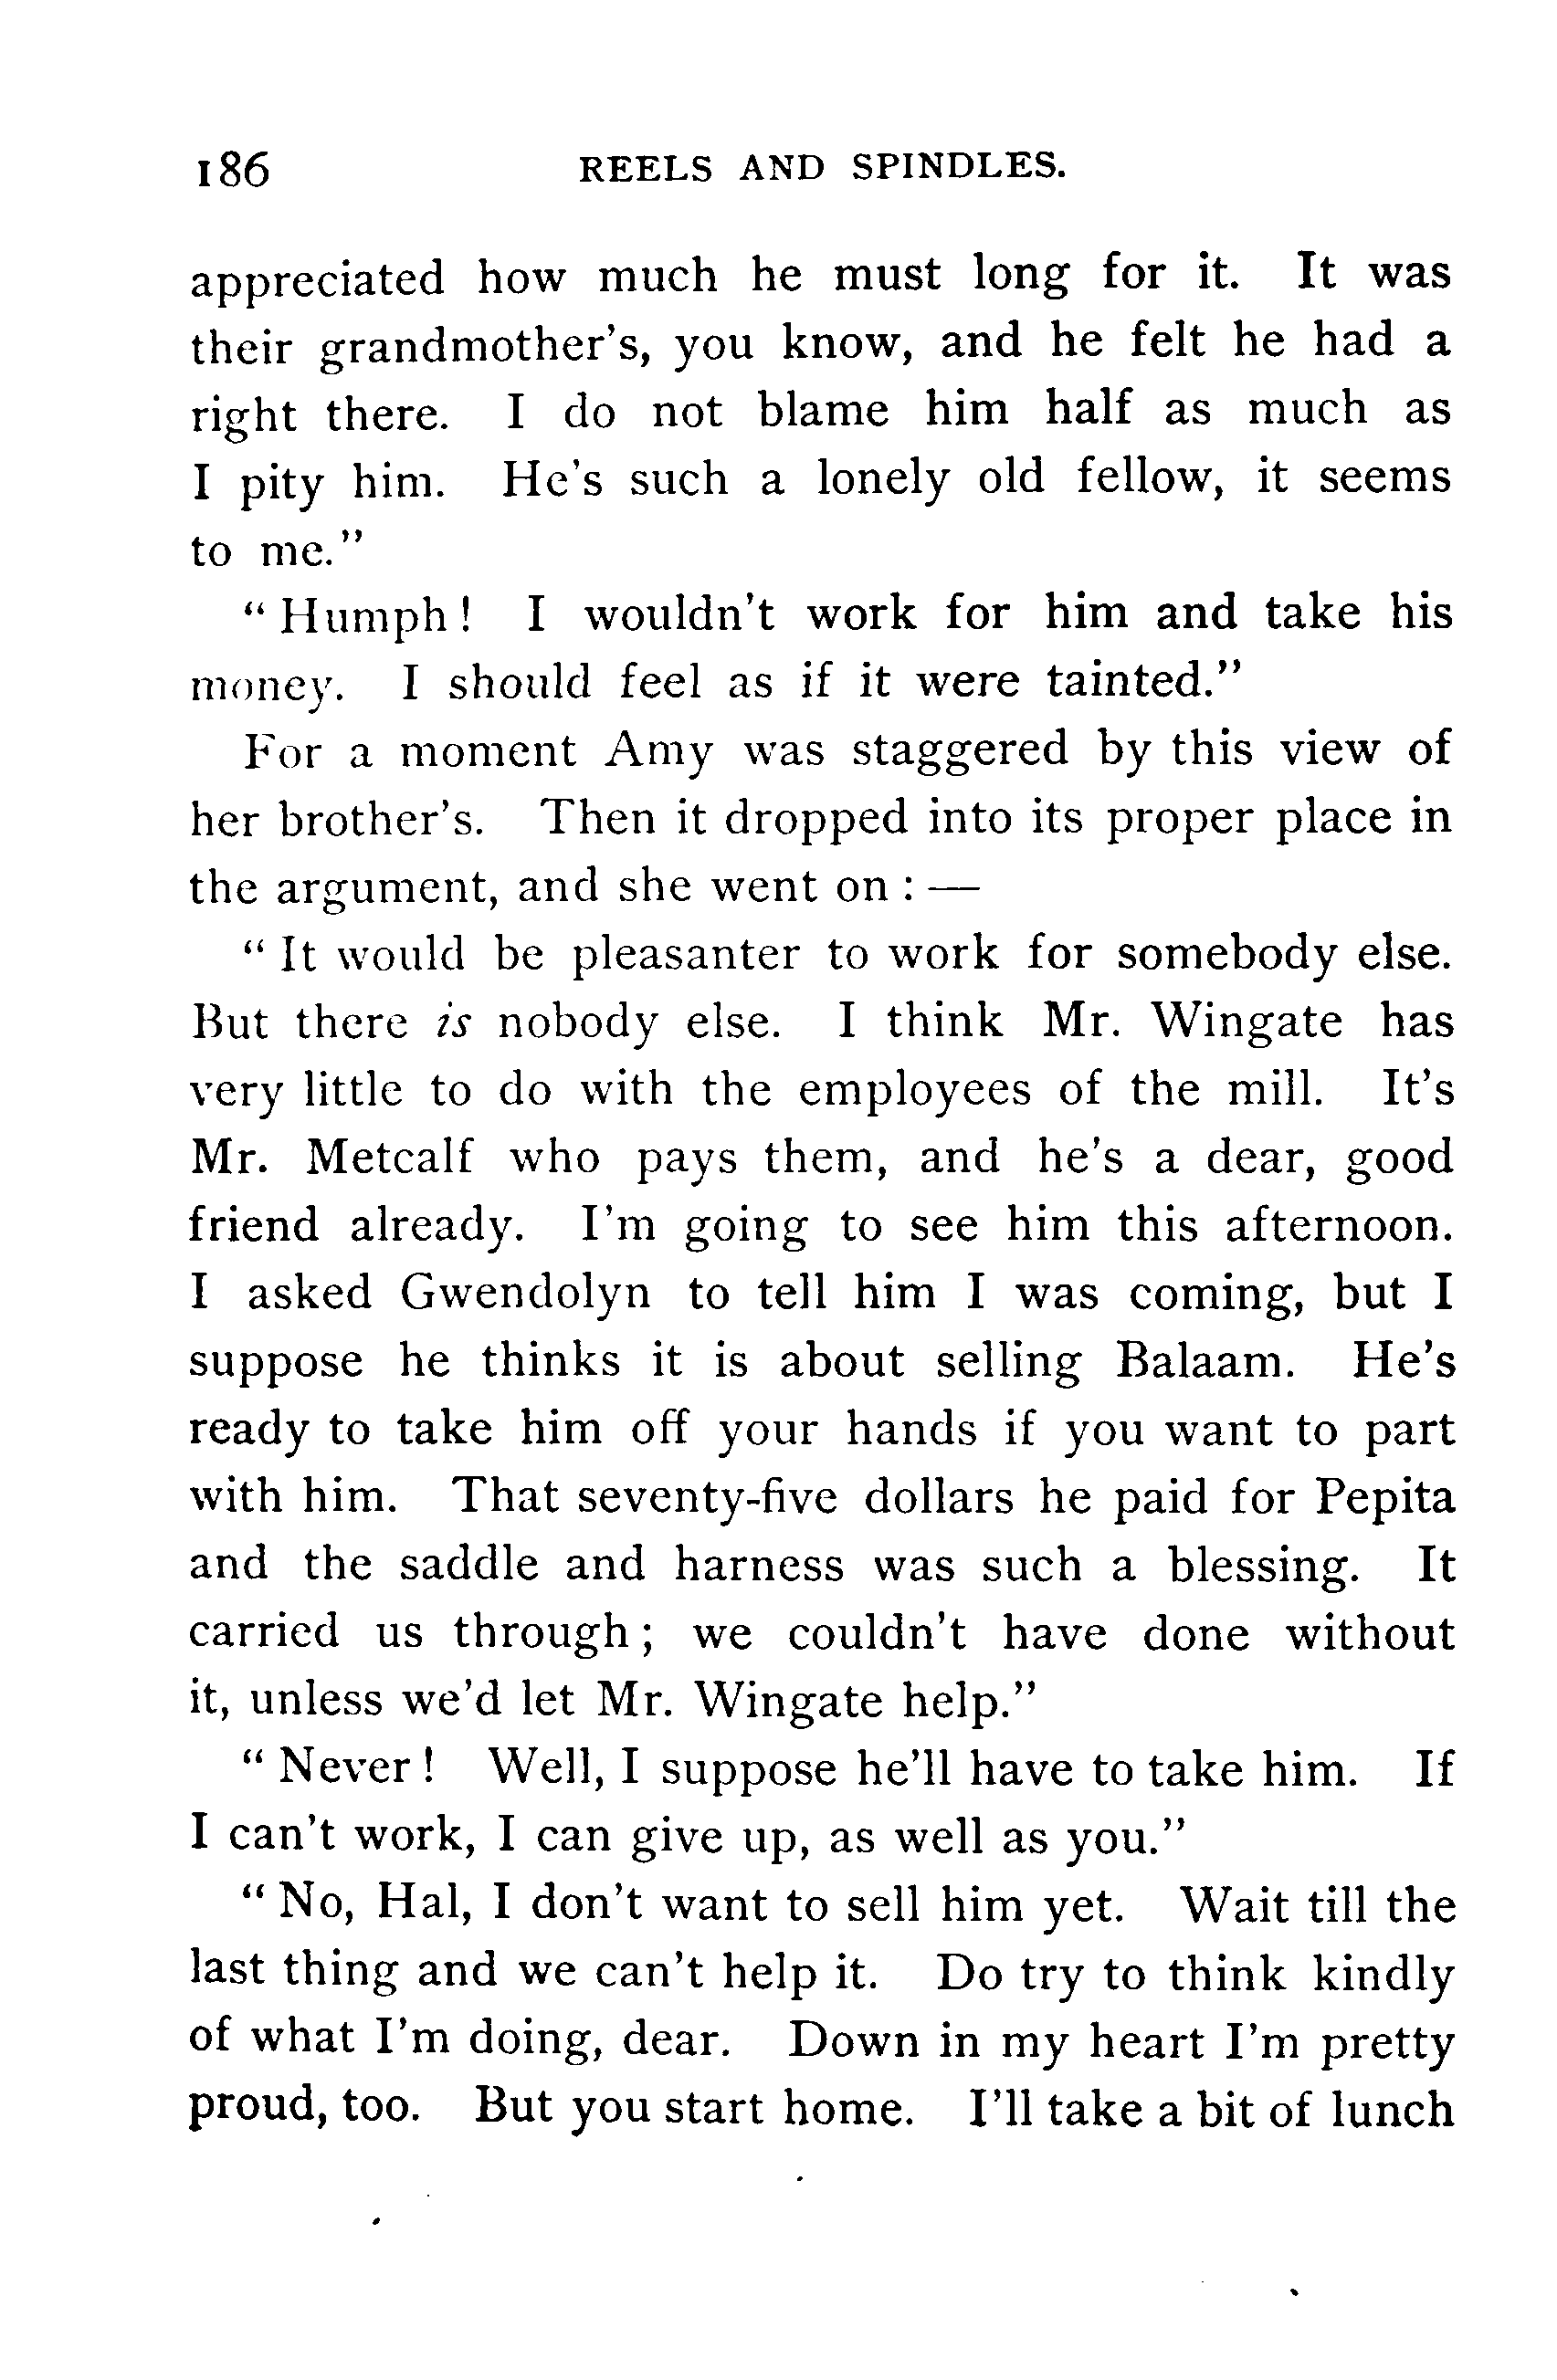 186 REELS AND SPINDLES.
appreciated how much he must long for it. It was
their grandmother's, you know, and he felt he had a
right there. I do not blame him half as much as
I pity him. He's such a lonely old fellow, it seems
to me."
"Humph! I wouldn't work for him and take his
money. I should feel as if it were tainted."
For a moment Amy was staggered by this view of
her brother's. Then it dropped into its proper place in
the argument, and she went on : —
"It would be pleasanter to work for somebody else.
But there is nobody else. I think Mr. Wingate has
very little to do with the employees of the mill. It's
Mr. Metcalf who pays them, and he's a dear, good
friend already. I'm going to see him this afternoon.
I asked Gwendolyn to tell him I was coming, but I
suppose he thinks it is about selling Balaam. He's
ready to take him off your hands if you want to part
with him. That seventy-five dollars he paid for Pepita
and the saddle and harness was such a blessing. It
carried us through; we couldn't have done without
it, unless we'd let Mr. Wingate help."
"Never! Well, I suppose he'll have to take him. If
I can't work, I can give up, as well as you."
"No, Hal, I don't want to sell him yet. Wait till the
last thing and we can't help it. Do try to think kindly
of what I'm doing, dear. Down in my heart I'm pretty
proud, too. But you start home. I'll take a bit of lunch